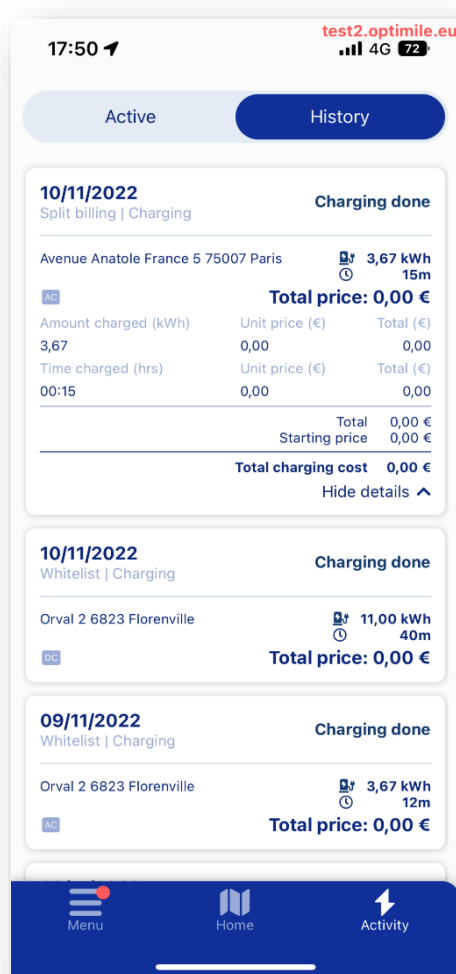 test2.optimile.eu
17:50 4G 72
Active History
10/11/2022
Charging done
Split billing | Charging
Avenue Anatole France 5 75007 Paris 3,67 kWh
15m
AC Total price: 0,00 €
Amount charged (kWh) Unit price (€) Total (€)
3,67 0,00 0,00
Time charged (hrs) Unit price (€) Total (€)
00:15 0,00 0,00
Total 0,00 €
Starting price 0,00 €
Total charging cost 0,00 €
Hide details
10/11/2022
Charging done
Whitelist | Charging
Orval 2 6823 Florenville 11,00 kWh
40m
DC Total price: 0,00 €
09/11/2022
Charging done
Whitelist | Charging
Orval 2 6823 Florenville 3,67 kWh
12m
AC Total price: 0,00 €
Menu Home Activity